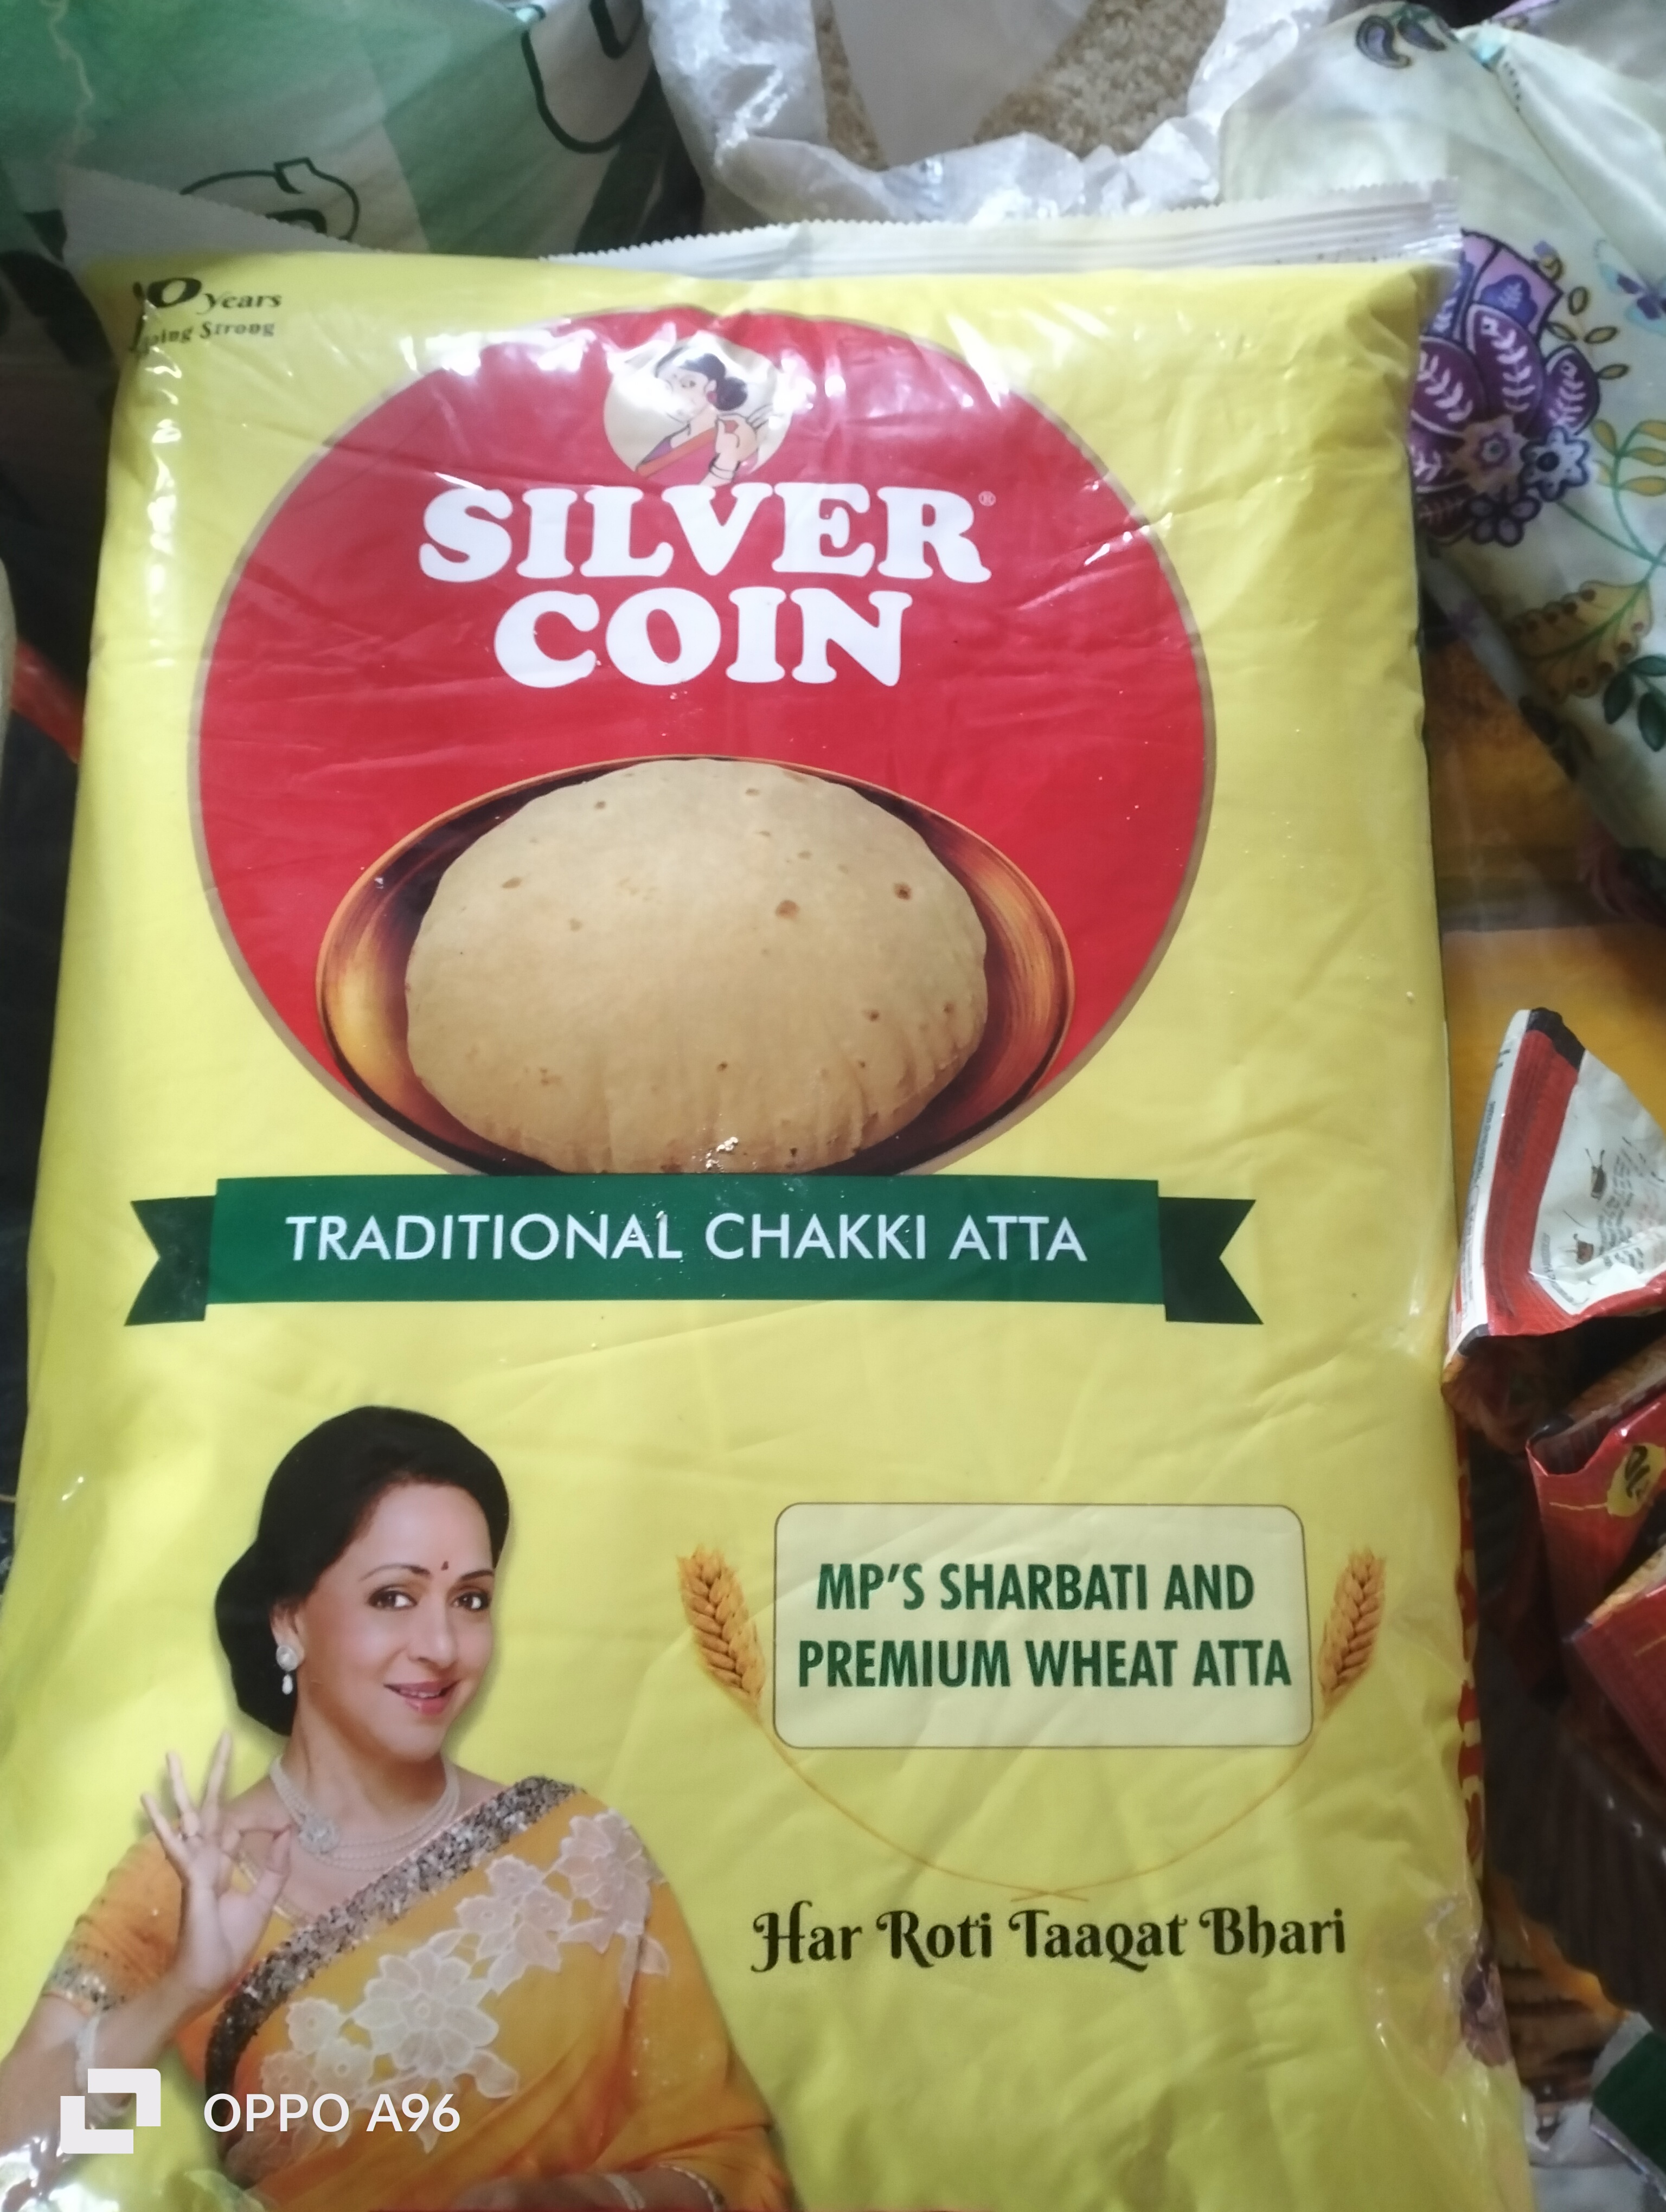 Years
Going Strong
SILVER®
COIN
TRADITIONAL CHAKKI ATTA
MP'S SHARBATI AND
PREMIUM WHEAT ATTA
Har Roti Taaqat Bhari
OPPO A96